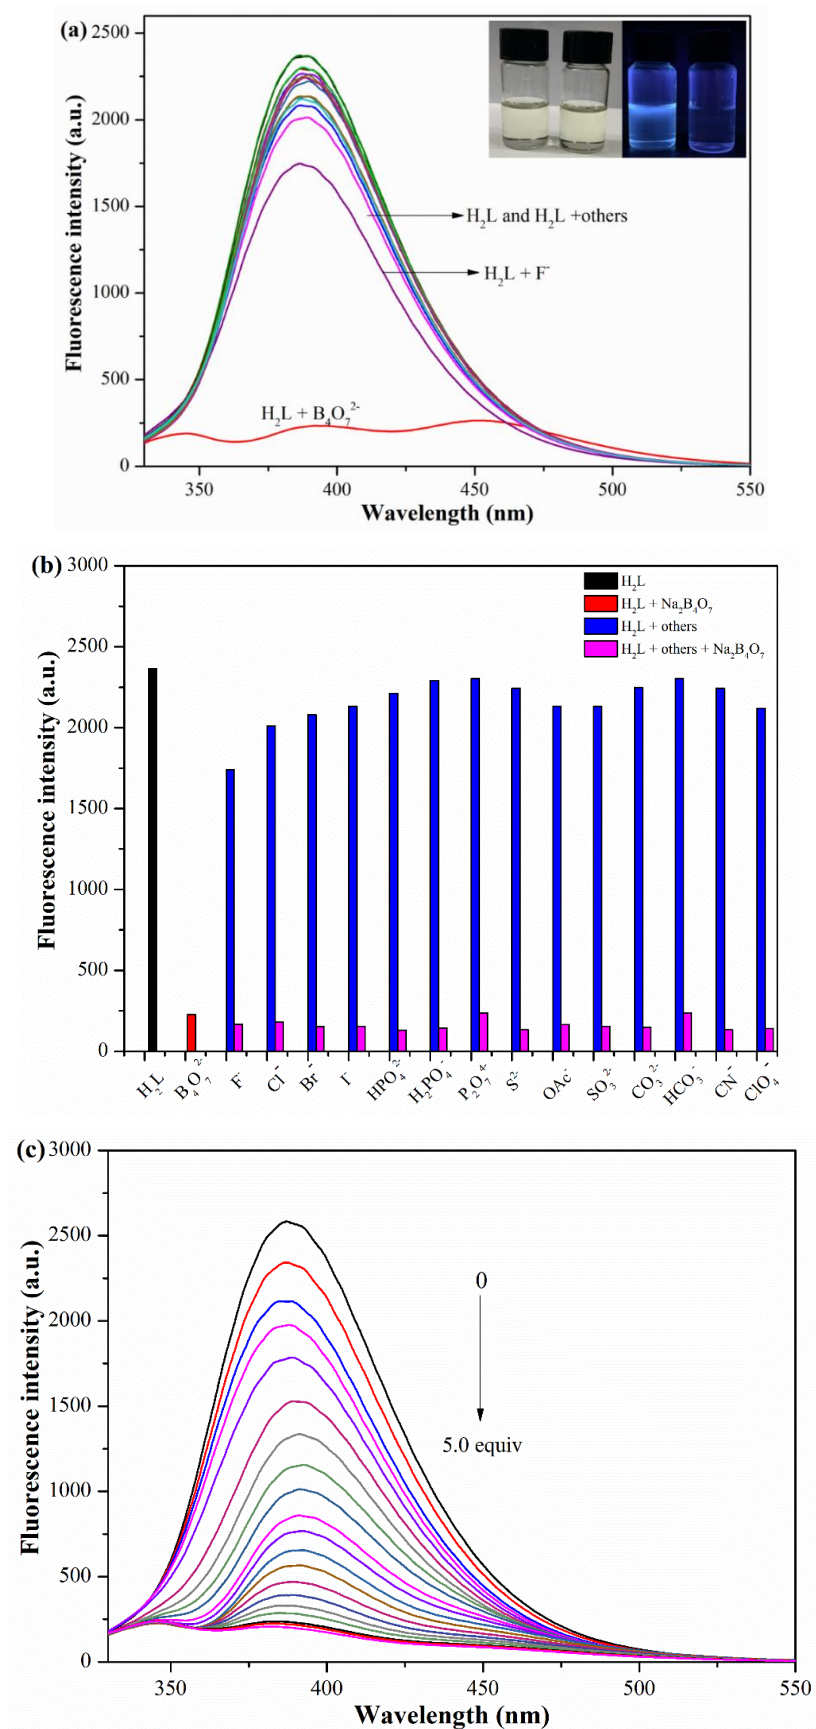 (a)
2500
2000
1500
1000
500
0
Fluorescence intensity (a.u.)
H₂L and H₂L +others
H₂L + F⁻
H₂L + B₄O₇²⁻
350 400 450 500 550
Wavelength (nm)
(b)
3000
2500
2000
1500
1000
500
0
Fluorescence intensity (a.u.)
H₂L
H₂L + Na₂B₄O₇
H₂L + others
H₂L + others + Na₂B₄O₇
H₂L B₄O₇²⁻ F⁻ Cl⁻ Br⁻ I⁻ HPO₄²⁻ H₂PO₄⁻ P₂O₇⁴⁻ S²⁻ OAc⁻ SO₃²⁻ CO₃²⁻ HCO₃⁻ CN⁻ ClO₄⁻
(c)
3000
2500
2000
1500
1000
500
0
Fluorescence intensity (a.u.)
0
5.0 equiv
350 400 450 500 550
Wavelength (nm)